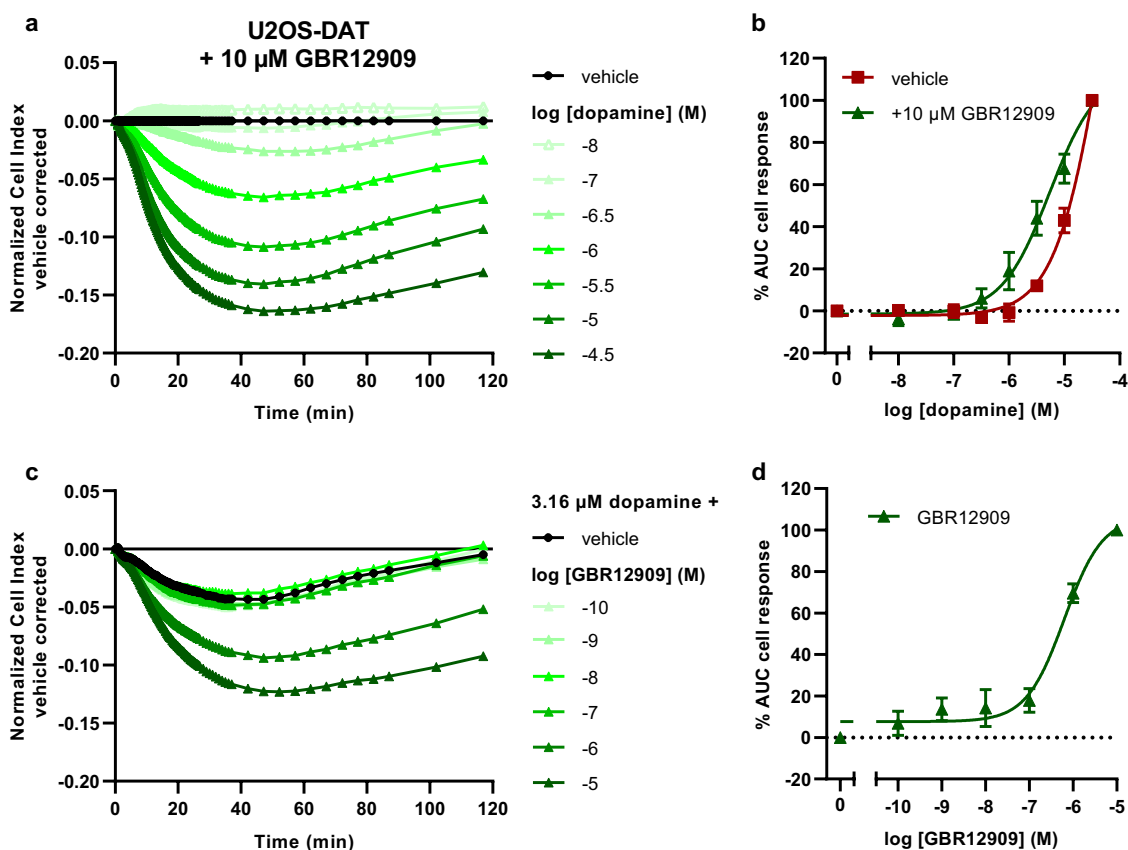 a
U2OS-DAT
+ 10 µM GBR12909
Normalized Cell Index
vehicle corrected
0.05
0.00
-0.05
-0.10
-0.15
-0.20
0 20 40 60 80 100 120
Time (min)
vehicle
log [dopamine] (M)
-8
-7
-6.5
-6
-5.5
-5
-4.5
b
% AUC cell response
120
100
80
60
40
20
0
-20
0 -8 -7 -6 -5 -4
log [dopamine] (M)
vehicle
+10 µM GBR12909
c
Normalized Cell Index
vehicle corrected
0.05
0.00
-0.05
-0.10
-0.15
-0.20
0 20 40 60 80 100 120
Time (min)
3.16 µM dopamine +
vehicle
log [GBR12909] (M)
-10
-9
-8
-7
-6
-5
d
% AUC cell response
120
100
80
60
40
20
0
-20
0 -10 -9 -8 -7 -6 -5
log [GBR12909] (M)
GBR12909